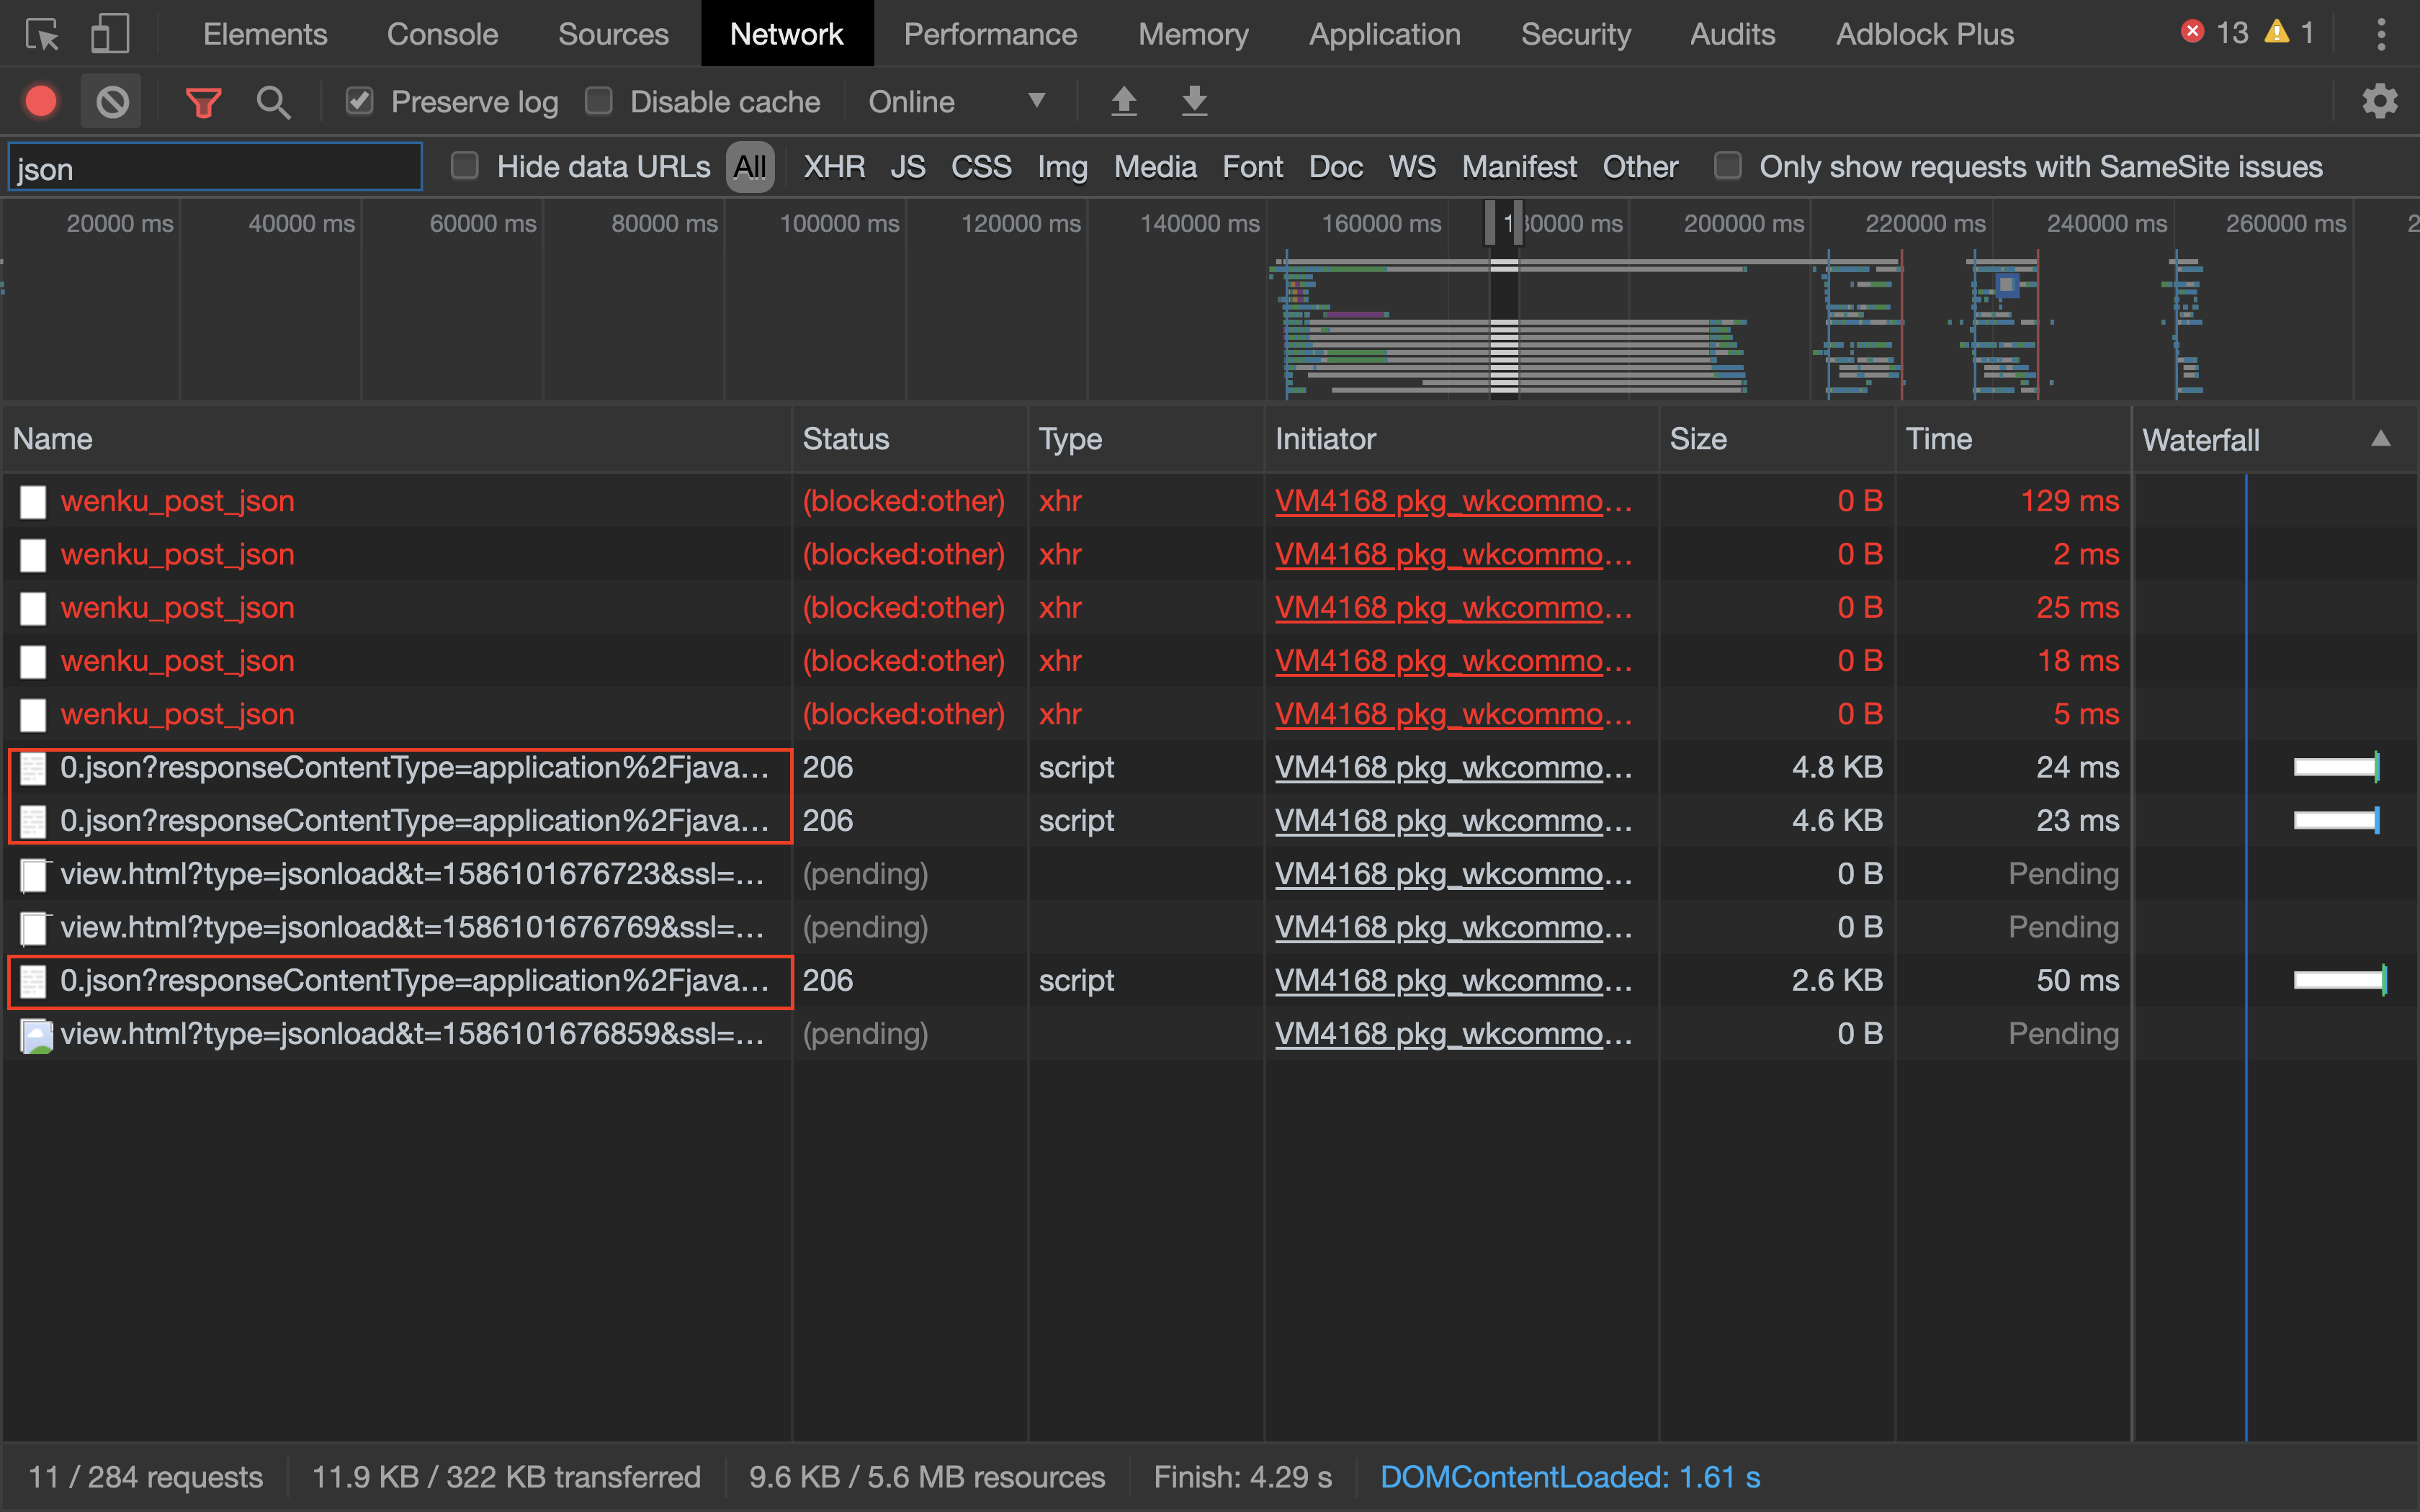 Elements Console Sources Network Performance Memory Application Security Audits Adblock Plus 13 1
Preserve log Disable cache Online
json Hide data URLs All XHR JS CSS Img Media Font Doc WS Manifest Other Only show requests with SameSite issues
20000 ms 40000 ms 60000 ms 80000 ms 100000 ms 120000 ms 140000 ms 160000 ms 180000 ms 200000 ms 220000 ms 240000 ms 260000 ms 2
Name Status Type Initiator Size Time Waterfall
wenku_post_json (blocked:other) xhr VM4168 pkg_wkcommo… 0 B 129 ms
wenku_post_json (blocked:other) xhr VM4168 pkg_wkcommo… 0 B 2 ms
wenku_post_json (blocked:other) xhr VM4168 pkg_wkcommo… 0 B 25 ms
wenku_post_json (blocked:other) xhr VM4168 pkg_wkcommo… 0 B 18 ms
wenku_post_json (blocked:other) xhr VM4168 pkg_wkcommo… 0 B 5 ms
0.json?responseContentType=application%2Fjava… 206 script VM4168 pkg_wkcommo… 4.8 KB 24 ms
0.json?responseContentType=application%2Fjava… 206 script VM4168 pkg_wkcommo… 4.6 KB 23 ms
view.html?type=jsonload&t=1586101676723&ssl=… (pending) VM4168 pkg_wkcommo… 0 B Pending
view.html?type=jsonload&t=1586101676769&ssl=… (pending) VM4168 pkg_wkcommo… 0 B Pending
0.json?responseContentType=application%2Fjava… 206 script VM4168 pkg_wkcommo… 2.6 KB 50 ms
view.html?type=jsonload&t=1586101676859&ssl=… (pending) VM4168 pkg_wkcommo… 0 B Pending
11 / 284 requests 11.9 KB / 322 KB transferred 9.6 KB / 5.6 MB resources Finish: 4.29 s DOMContentLoaded: 1.61 s